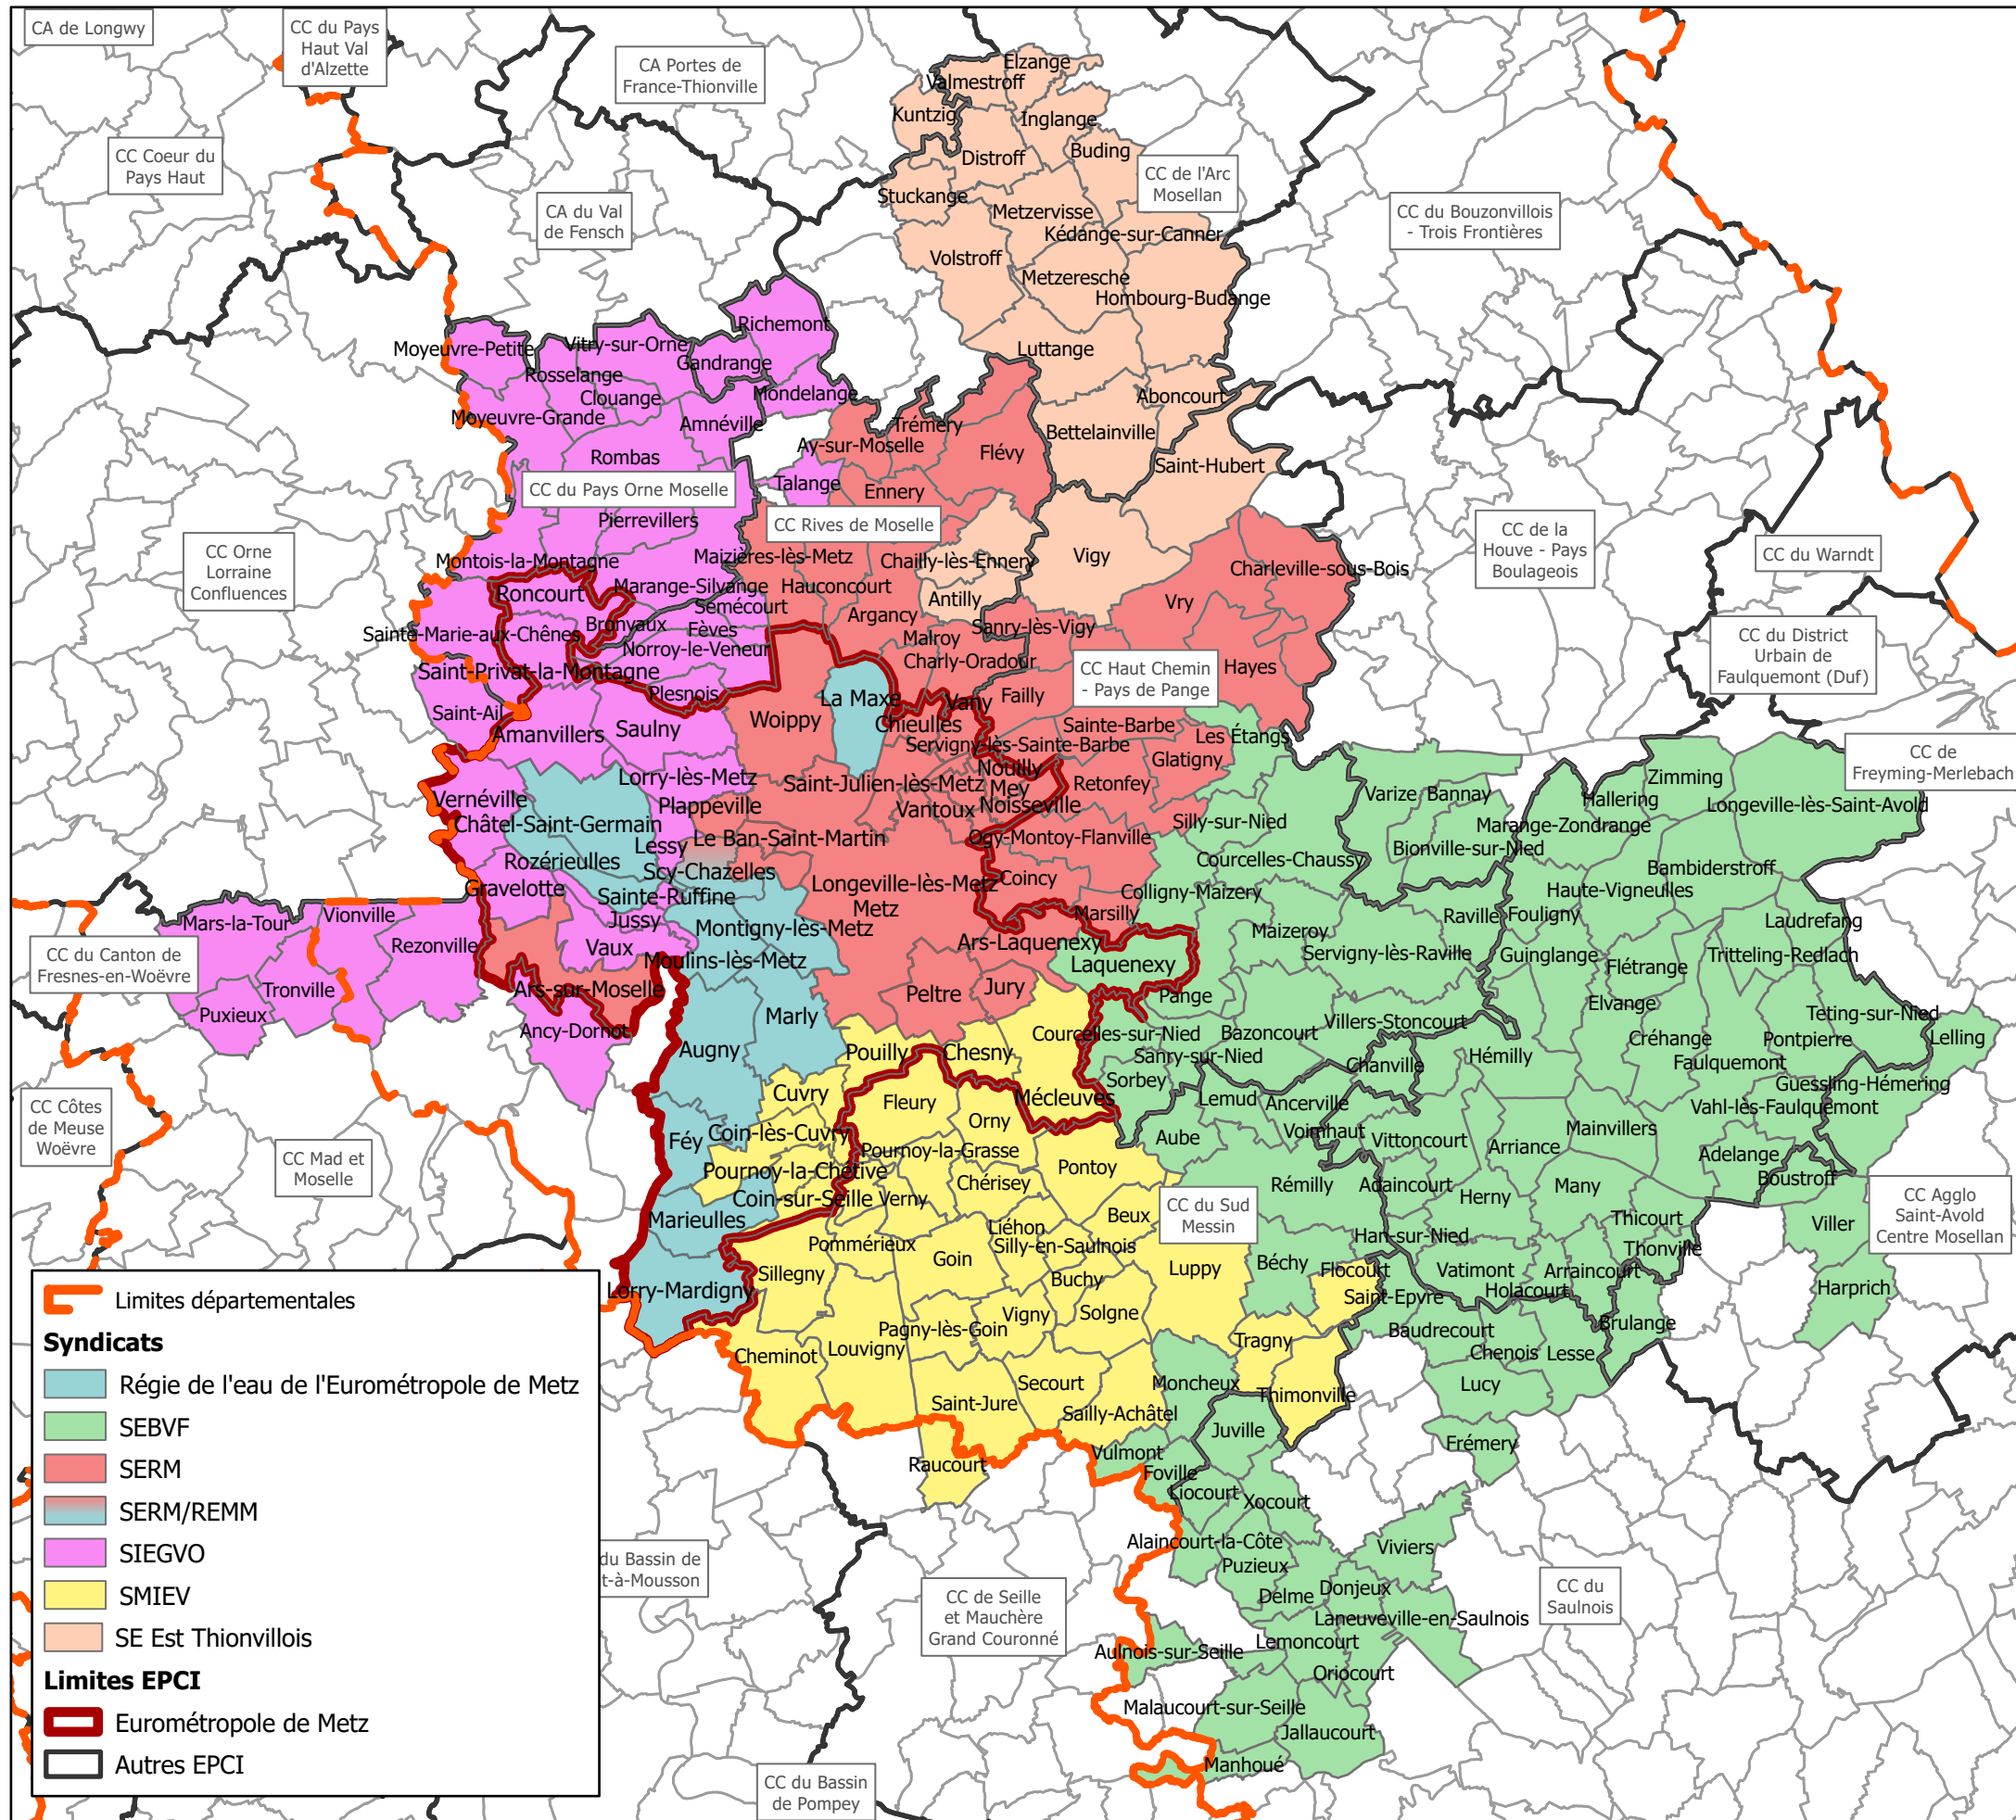 CA de Longwy
CC du Pays
Haut Val
d'Alzette
CA Portes de
France-Thionville
Elzange
Valmestroff
Kuntzig
Inglange
CC Coeur du
Pays Haut
Distroff
Buding
CC de l'Arc
Mosellan
Stuckange
CA du Val
de Fensch
Metzervisse
CC du Bouzonvillois
- Trois Frontières
Kédange-sur-Canner
Volstroff
Metzeresche
Hombourg-Budange
Richemont
Moyeuvre-Petite
Vitry-sur-Orne
Gandrange
Luttange
Rosselange
Clouange
Mondelange
Aboncourt
Moyeuvre-Grande
Amnéville
Trémery
Ay-sur-Moselle
Bettelainville
Flévy
Rombas
Saint-Hubert
CC du Pays Orne Moselle
Talange
Ennery
Pierrevillers
CC Rives de Moselle
CC de la
Houve - Pays
Boulageois
CC du Warndt
CC Orne
Lorraine
Confluences
Montois-la-Montagne
Maizières-lès-Metz
Chailly-lès-Ennery
Vigy
Charleville-sous-Bois
Roncourt
Marange-Silvange
Hauconcourt
Antilly
Vry
Semécourt
Argancy
Sainte-Marie-aux-Chênes
Bronvaux
Fèves
Malroy
Sanry-lès-Vigy
CC du District
Urbain de
Faulquemont (Duf)
Norroy-le-Veneur
Charly-Oradour
Saint-Privat-la-Montagne
CC Haut Chemin
- Pays de Pange
Hayes
Plesnois
La Maxe
Vany
Failly
Saint-Ail
Woippy
Chieulles
Sainte-Barbe
Amanvillers
Saulny
Servigny-lès-Sainte-Barbe
Les Étangs
Glatigny
CC de
Freyming-Merlebach
Lorry-lès-Metz
Saint-Julien-lès-Metz
Nouilly
Mey
Retonfey
Zimming
Vernéville
Plappeville
Vantoux
Noisseville
Varize
Bannay
Hallering
Longeville-lès-Saint-Avold
Châtel-Saint-Germain
Silly-sur-Nied
Marange-Zondrange
Lessy
Le Ban-Saint-Martin
Ogy-Montoy-Flanville
Bionville-sur-Nied
Rozérieulles
Scy-Chazelles
Courcelles-Chaussy
Bambiderstroff
Gravelotte
Sainte-Ruffine
Longeville-lès-Metz
Coincy
Colligny-Maizery
Haute-Vigneulles
Mars-la-Tour
Vionville
Jussy
Metz
Marsilly
Raville
Fouligny
Laudrefang
CC du Canton de
Fresnes-en-Woëvre
Rezonville
Vaux
Montigny-lès-Metz
Ars-Laquenexy
Maizeroy
Moulins-lès-Metz
Laquenexy
Servigny-lès-Raville
Guinglange
Flétrange
Tritteling-Redlach
Tronville
Ars-sur-Moselle
Peltre
Jury
Pange
Elvange
Puxieux
Marly
Teting-sur-Nied
Ancy-Dornot
Courcelles-sur-Nied
Bazoncourt
Villers-Stoncourt
Créhange
Pontpierre
Lelling
Augny
Pouilly
Chesny
Sanry-sur-Nied
Chanville
Hémilly
Faulquemont
Sorbey
Guessling-Hémering
CC Côtes
de Meuse
Woëvre
Cuvry
Fleury
Mécleuves
Lemud
Ancerville
Vahl-lès-Faulquemont
Orny
Féy
Coin-lès-Cuvry
Aube
Voimhaut
Vittoncourt
Arriance
Mainvillers
CC Mad et
Moselle
Pournoy-la-Grasse
Adelange
Pournoy-la-Chétive
Pontoy
Boustroff
Chérisey
Rémilly
Adaincourt
Many
Coin-sur-Seille
Verny
Herny
CC du Sud
Messin
CC Agglo
Saint-Avold
Centre Mosellan
Marieulles
Liéhon
Beux
Thicourt
Viller
Pommérieux
Goin
Silly-en-Saulnois
Han-sur-Nied
Thonville
Sillegny
Buchy
Luppy
Béchy
Flocourt
Vatimont
Arraincourt
Lorry-Mardigny
Saint-Epvre
Holacourt
Harprich
Vigny
Solgne
Pagny-lès-Goin
Tragny
Baudrecourt
Brulange
Cheminot
Louvigny
Chenois
Lesse
Secourt
Moncheux
Thimonville
Lucy
Saint-Jure
Sailly-Achâtel
Juville
Frémery
Raucourt
Vulmont
Foville
Liocourt
Xocourt
Alaincourt-la-Côte
Viviers
du Bassin de
t-à-Mousson
Puzieux
CC de Seille
et Mauchère
Grand Couronné
Delme
Donjeux
CC du
Saulnois
Laneuveville-en-Saulnois
Lemoncourt
Aulnois-sur-Seille
Oriocourt
Malaucourt-sur-Seille
Jallaucourt
Manhoué
CC du Bassin
de Pompey
Limites départementales
Syndicats
Régie de l'eau de l'Eurométropole de Metz
SEBVF
SERM
SERM/REMM
SIEGVO
SMIEV
SE Est Thionvillois
Limites EPCI
Eurométropole de Metz
Autres EPCI